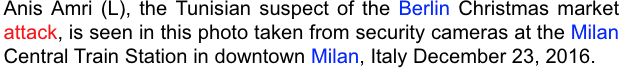 Anis Amri (L), the Tunisian suspect of the Berlin Christmas market
attack, is seen in this photo taken from security cameras at the Milan
Central Train Station in downtown Milan, Italy December 23, 2016.